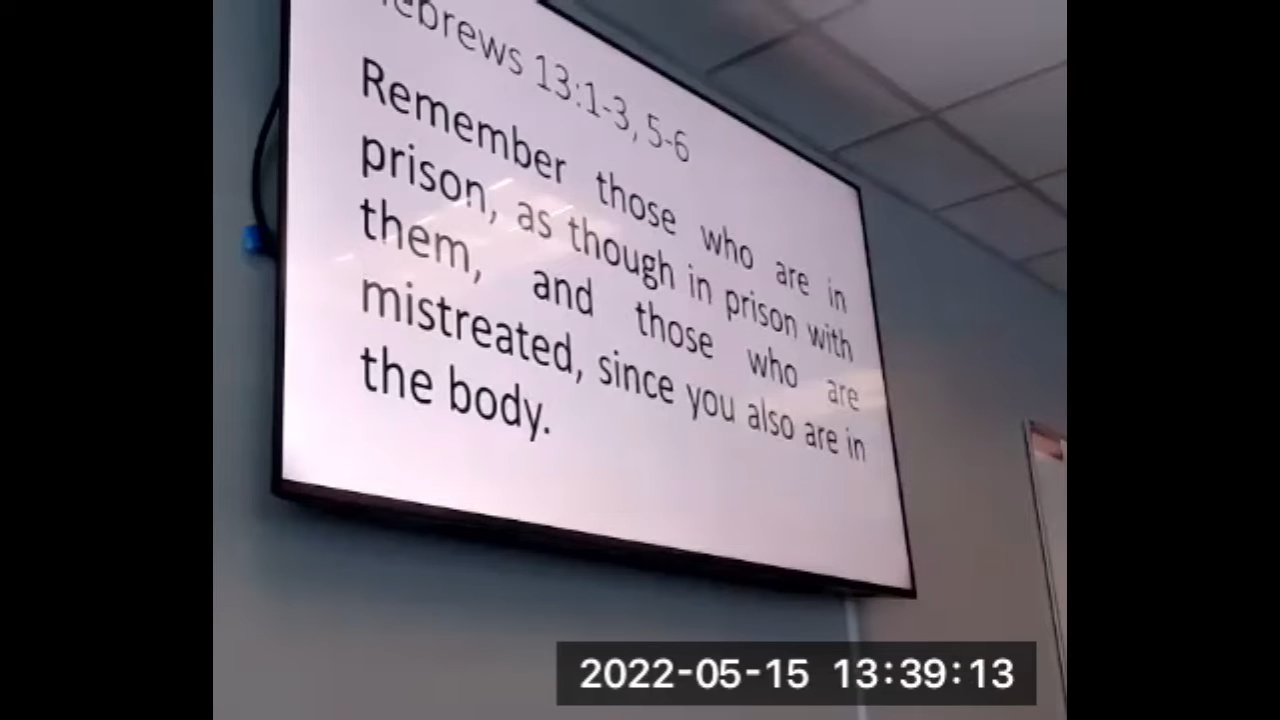 ebrews 13:1-3, 5-6
Remember those who are in
prison, as though in prison with
them, and those who are
mistreated, since you also are in
the body.
2022-05-15 13:39:13